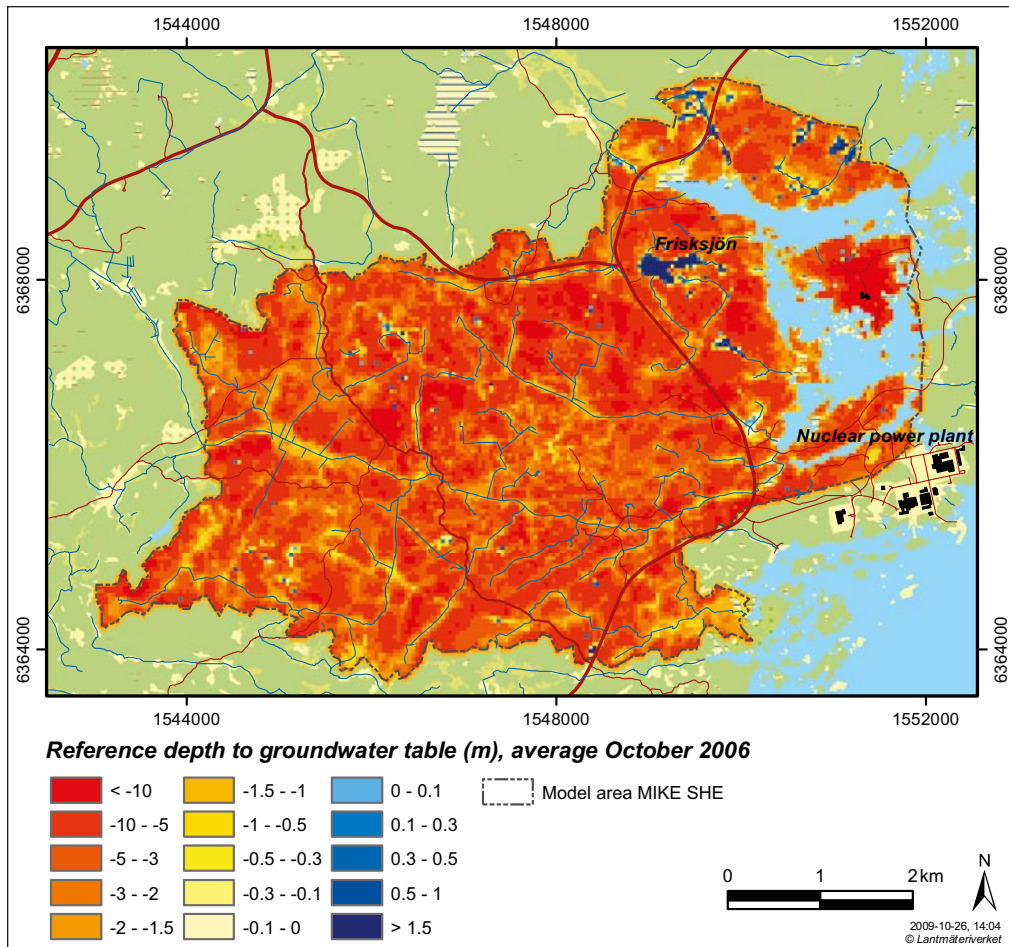 1544000 1548000 1552000
Frisksjön
6368000
6368000
Nuclear power plant
6364000
6364000
1544000 1548000 1552000
Reference depth to groundwater table (m), average October 2006
< -10
-10 - -5
-5 - -3
-3 - -2
-2 - -1.5
-1.5 - -1
-1 - -0.5
-0.5 - -0.3
-0.3 - -0.1
-0.1 - 0
0 - 0.1
0.1 - 0.3
0.3 - 0.5
0.5 - 1
> 1.5
Model area MIKE SHE
0 1 2 km
N
2009-10-26, 14:04
© Lantmäteriverket